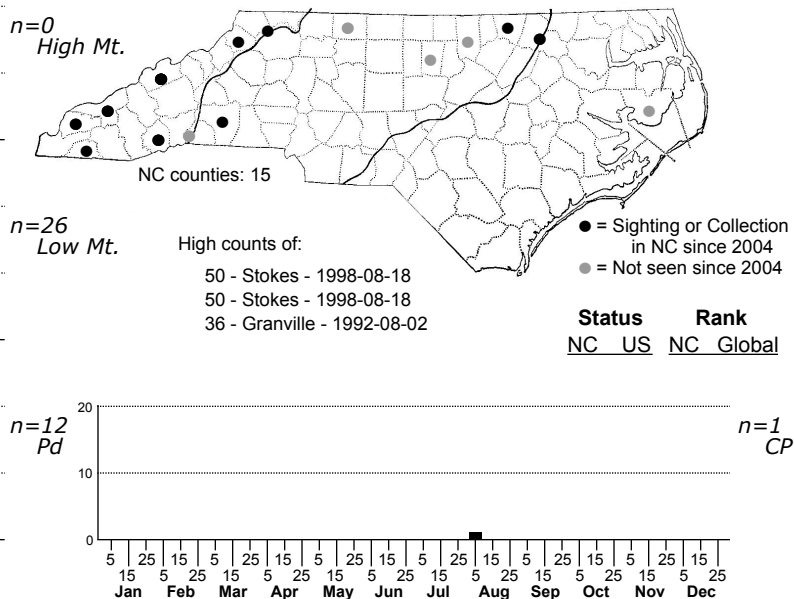 n=0
High Mt.
NC counties: 15
n=26
Low Mt.
High counts of:
50 - Stokes - 1998-08-18
50 - Stokes - 1998-08-18
36 - Granville - 1992-08-02
= Sighting or Collection
in NC since 2004
= Not seen since 2004
Status Rank
NC US NC Global
n=12
Pd
20
10
0
n=1
CP
5 25 15 5 25 15 5 25 15 5 25 15 5 25 15 5 25 15
15 5 25 15 5 25 15 5 25 15 5 25 15 5 25 15 5 25
Jan Feb Mar Apr May Jun Jul Aug Sep Oct Nov Dec